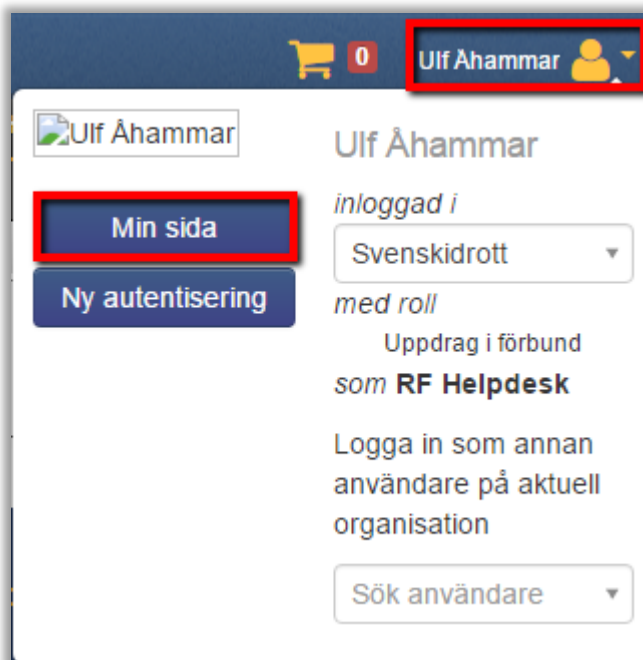 0 Ulf Åhammar
Ulf Åhammar
Min sida
Ny autentisering
Ulf Åhammar
inloggad i
Svenskidrott
med roll
Uppdrag i förbund
som RF Helpdesk
Logga in som annan
användare på aktuell
organisation
Sök användare